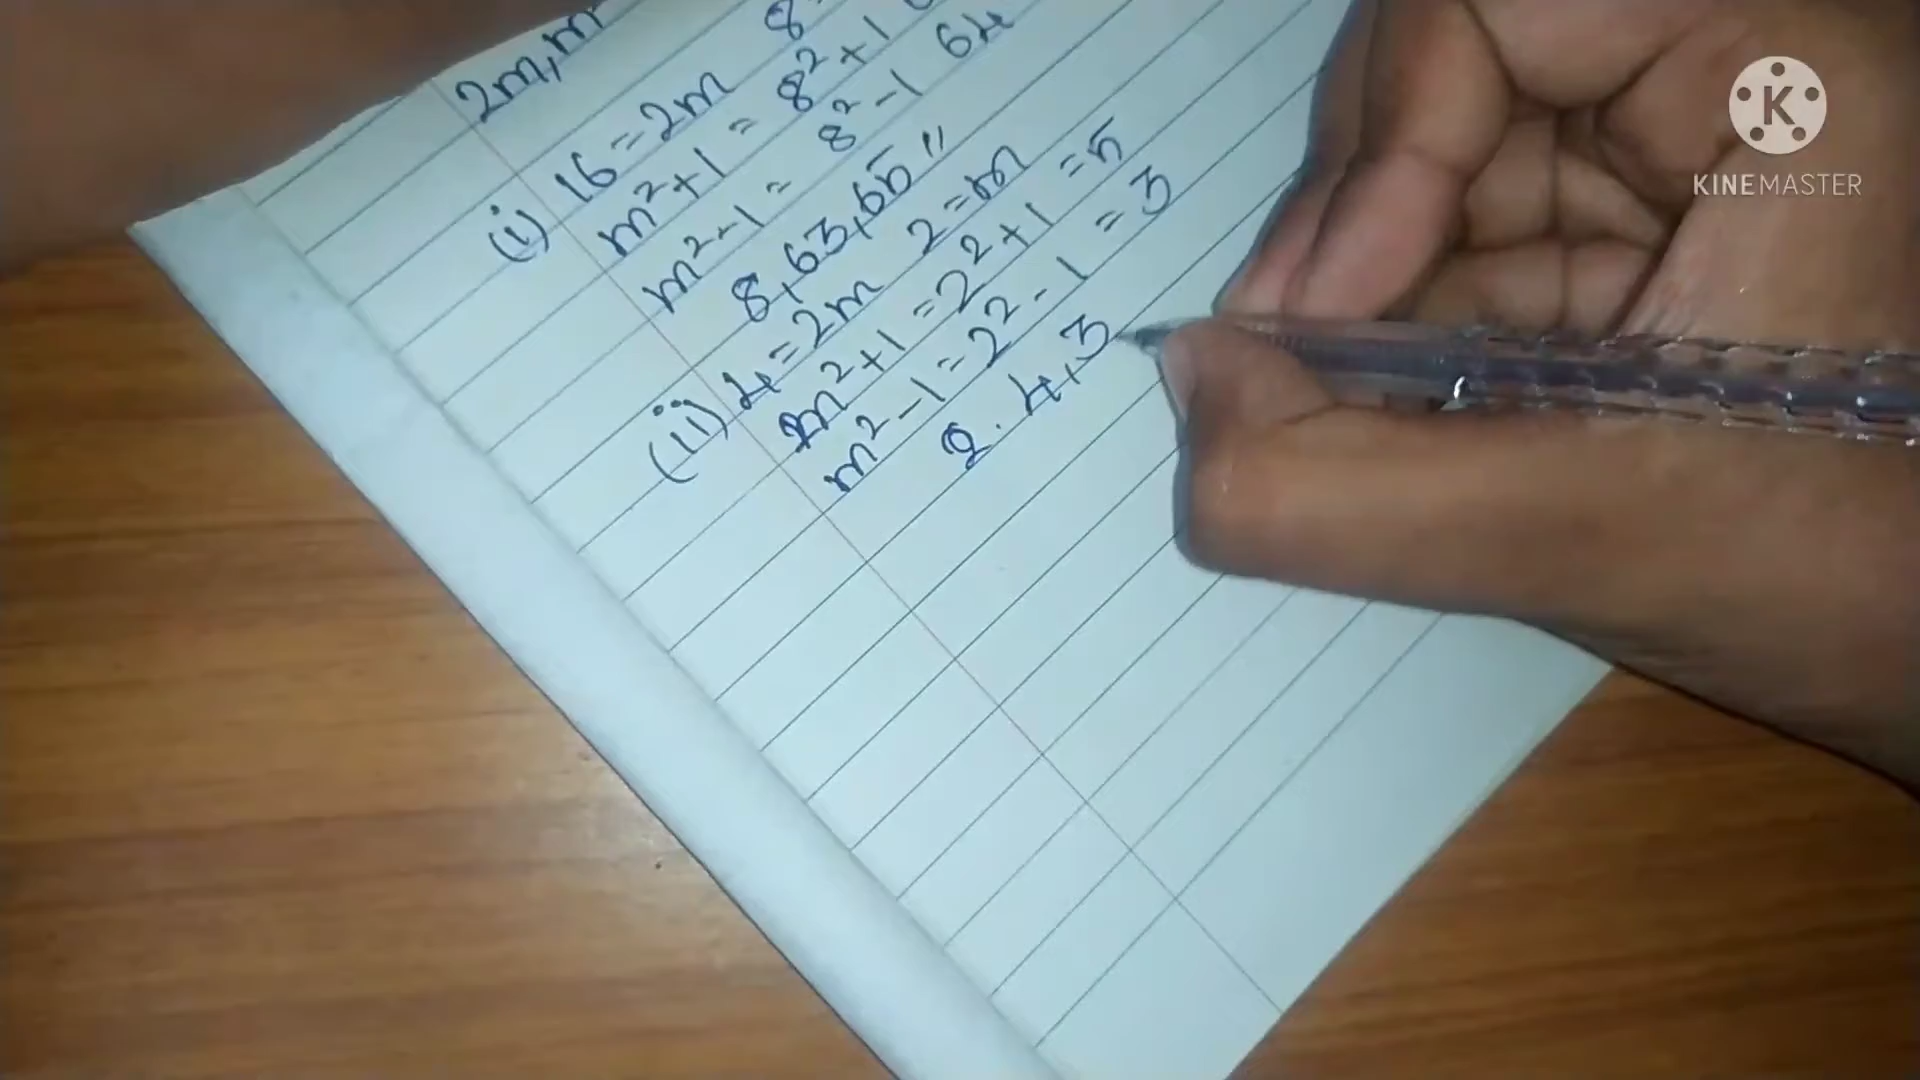 2m, m
8
(i) 16 = 2m
m² + 1 = 8² + 1
m² - 1 = 8² - 1 64
8, 63, 65 "
(ii) 4 = 2m 2 = m
m² + 1 = 2² + 1 = 5
m² - 1 = 2² - 1 = 3
2. 4, 3
K
KINEMASTER